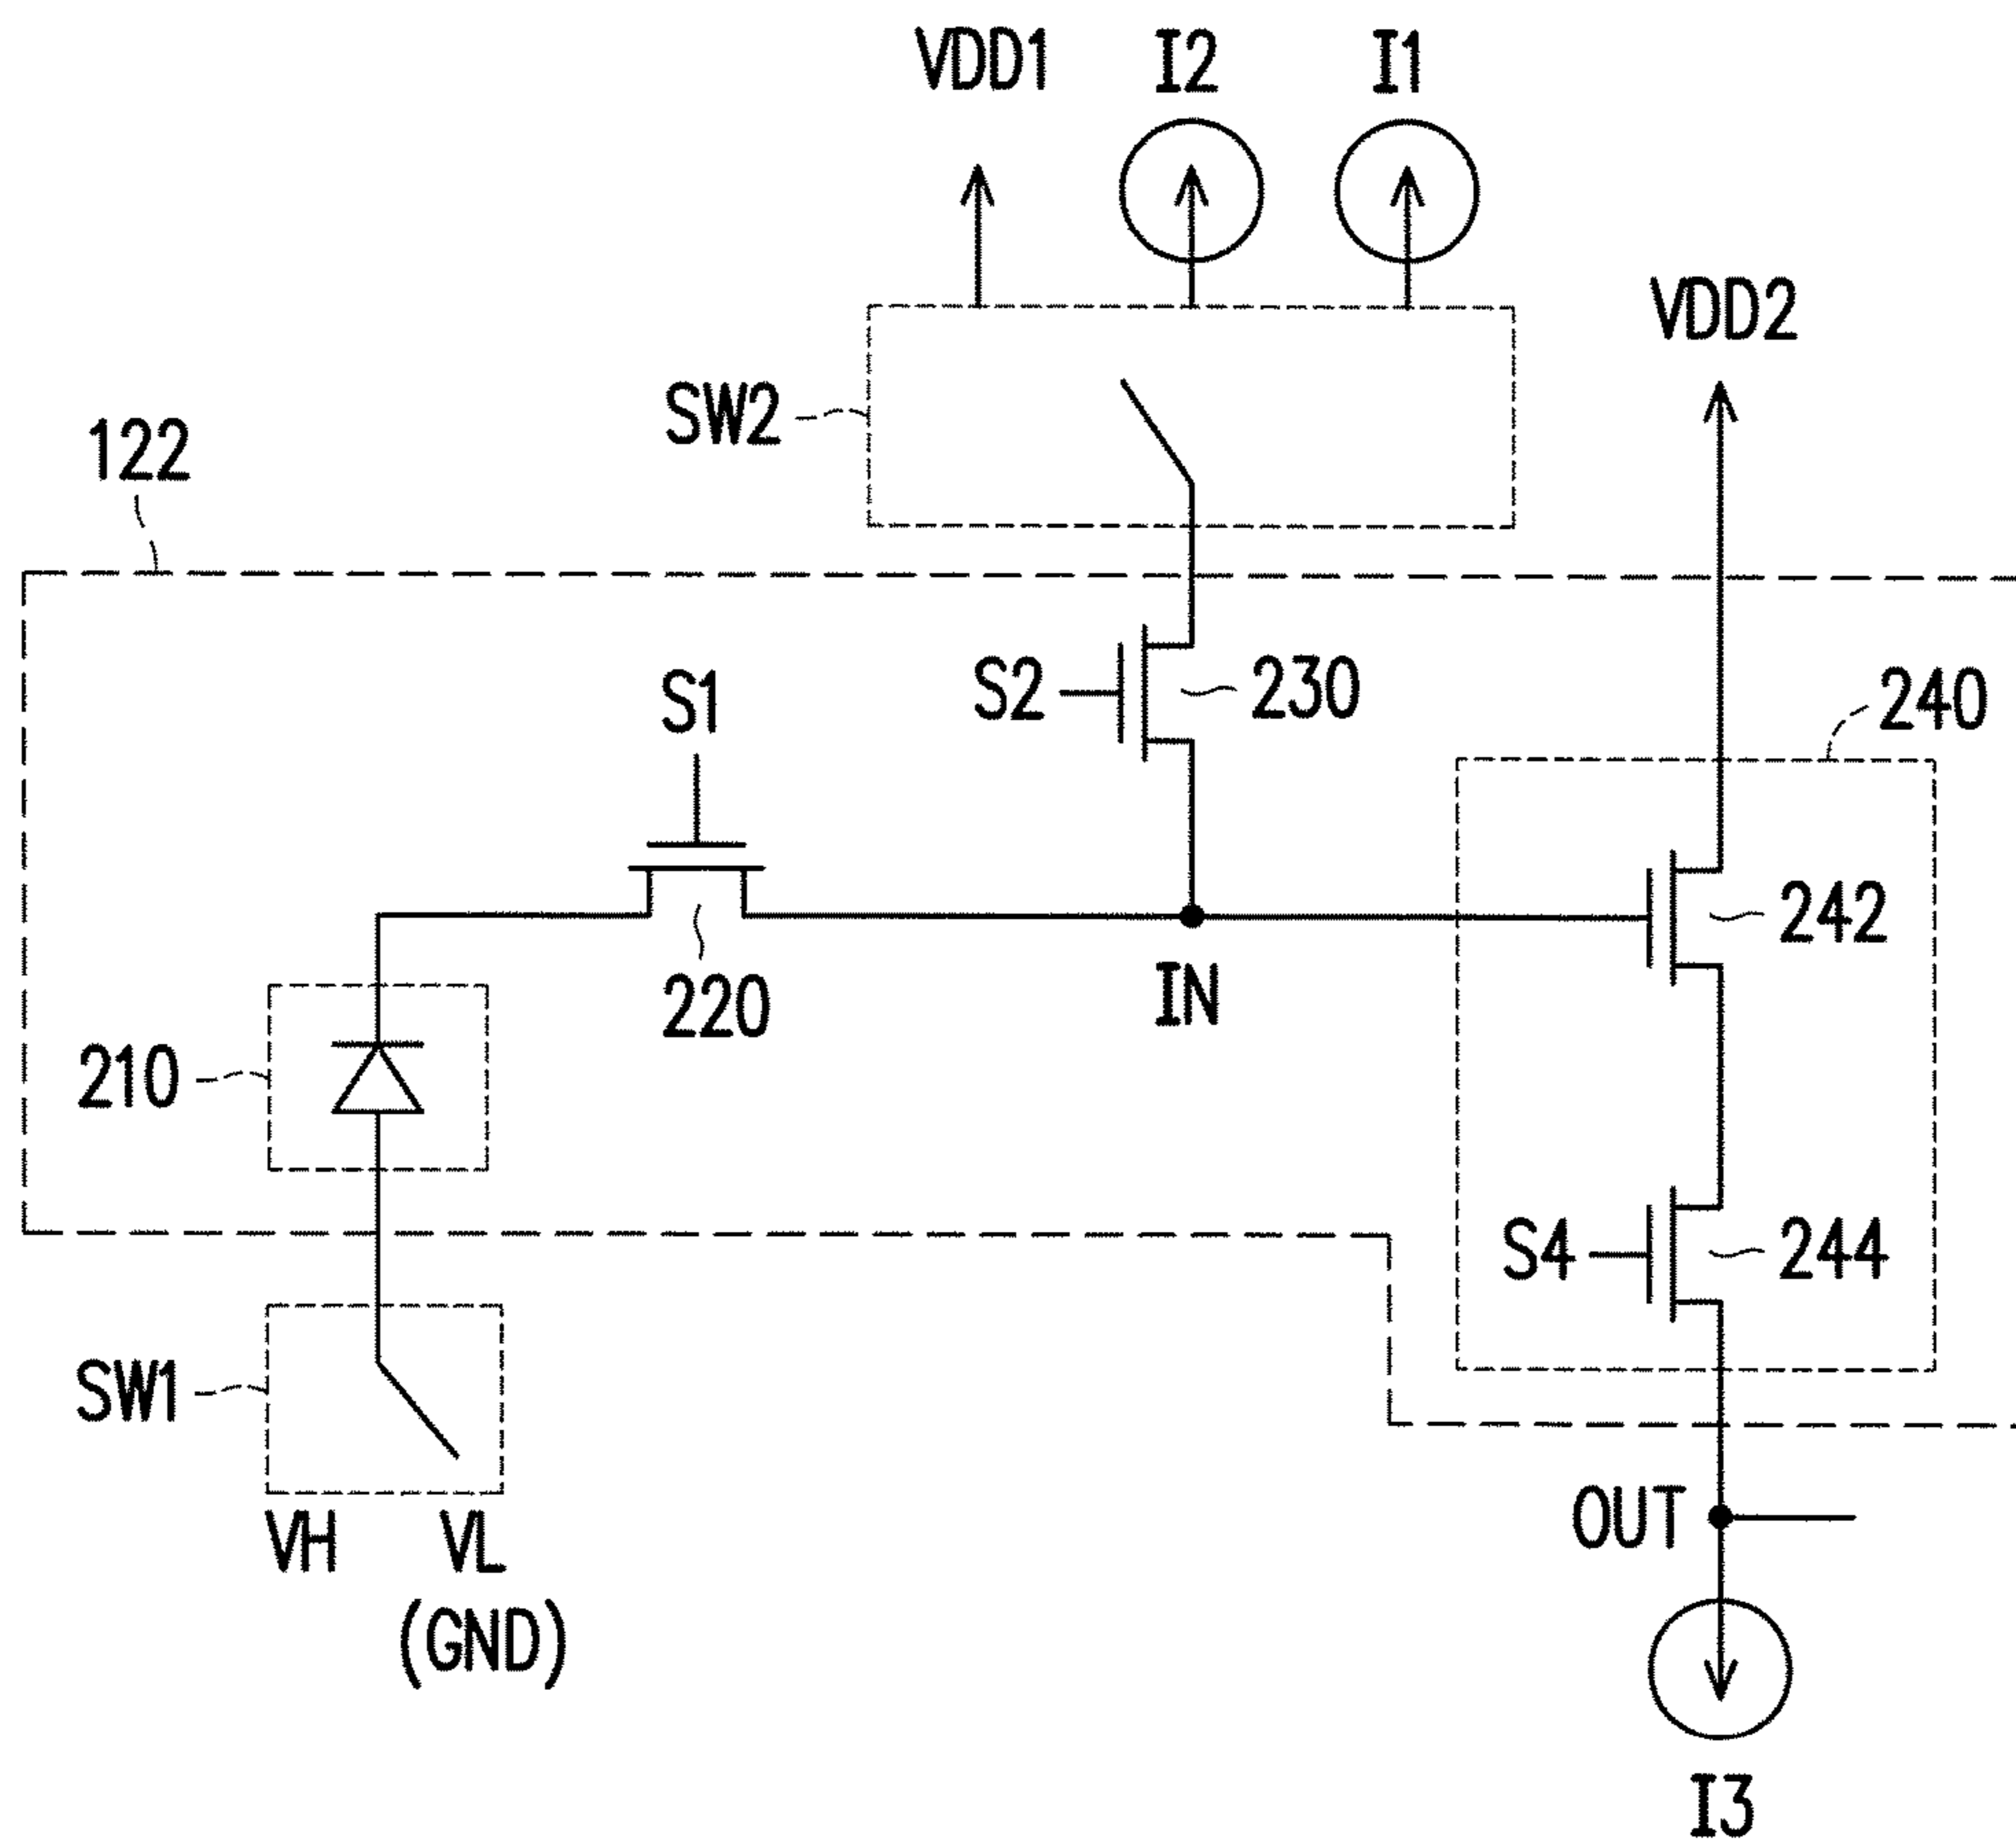 VDD1 I2 I1
VDD2
SW2
122
S1
S2 230
240
242
IN
220
210
S4 244
SW1
OUT
VH VL
(GND)
I3